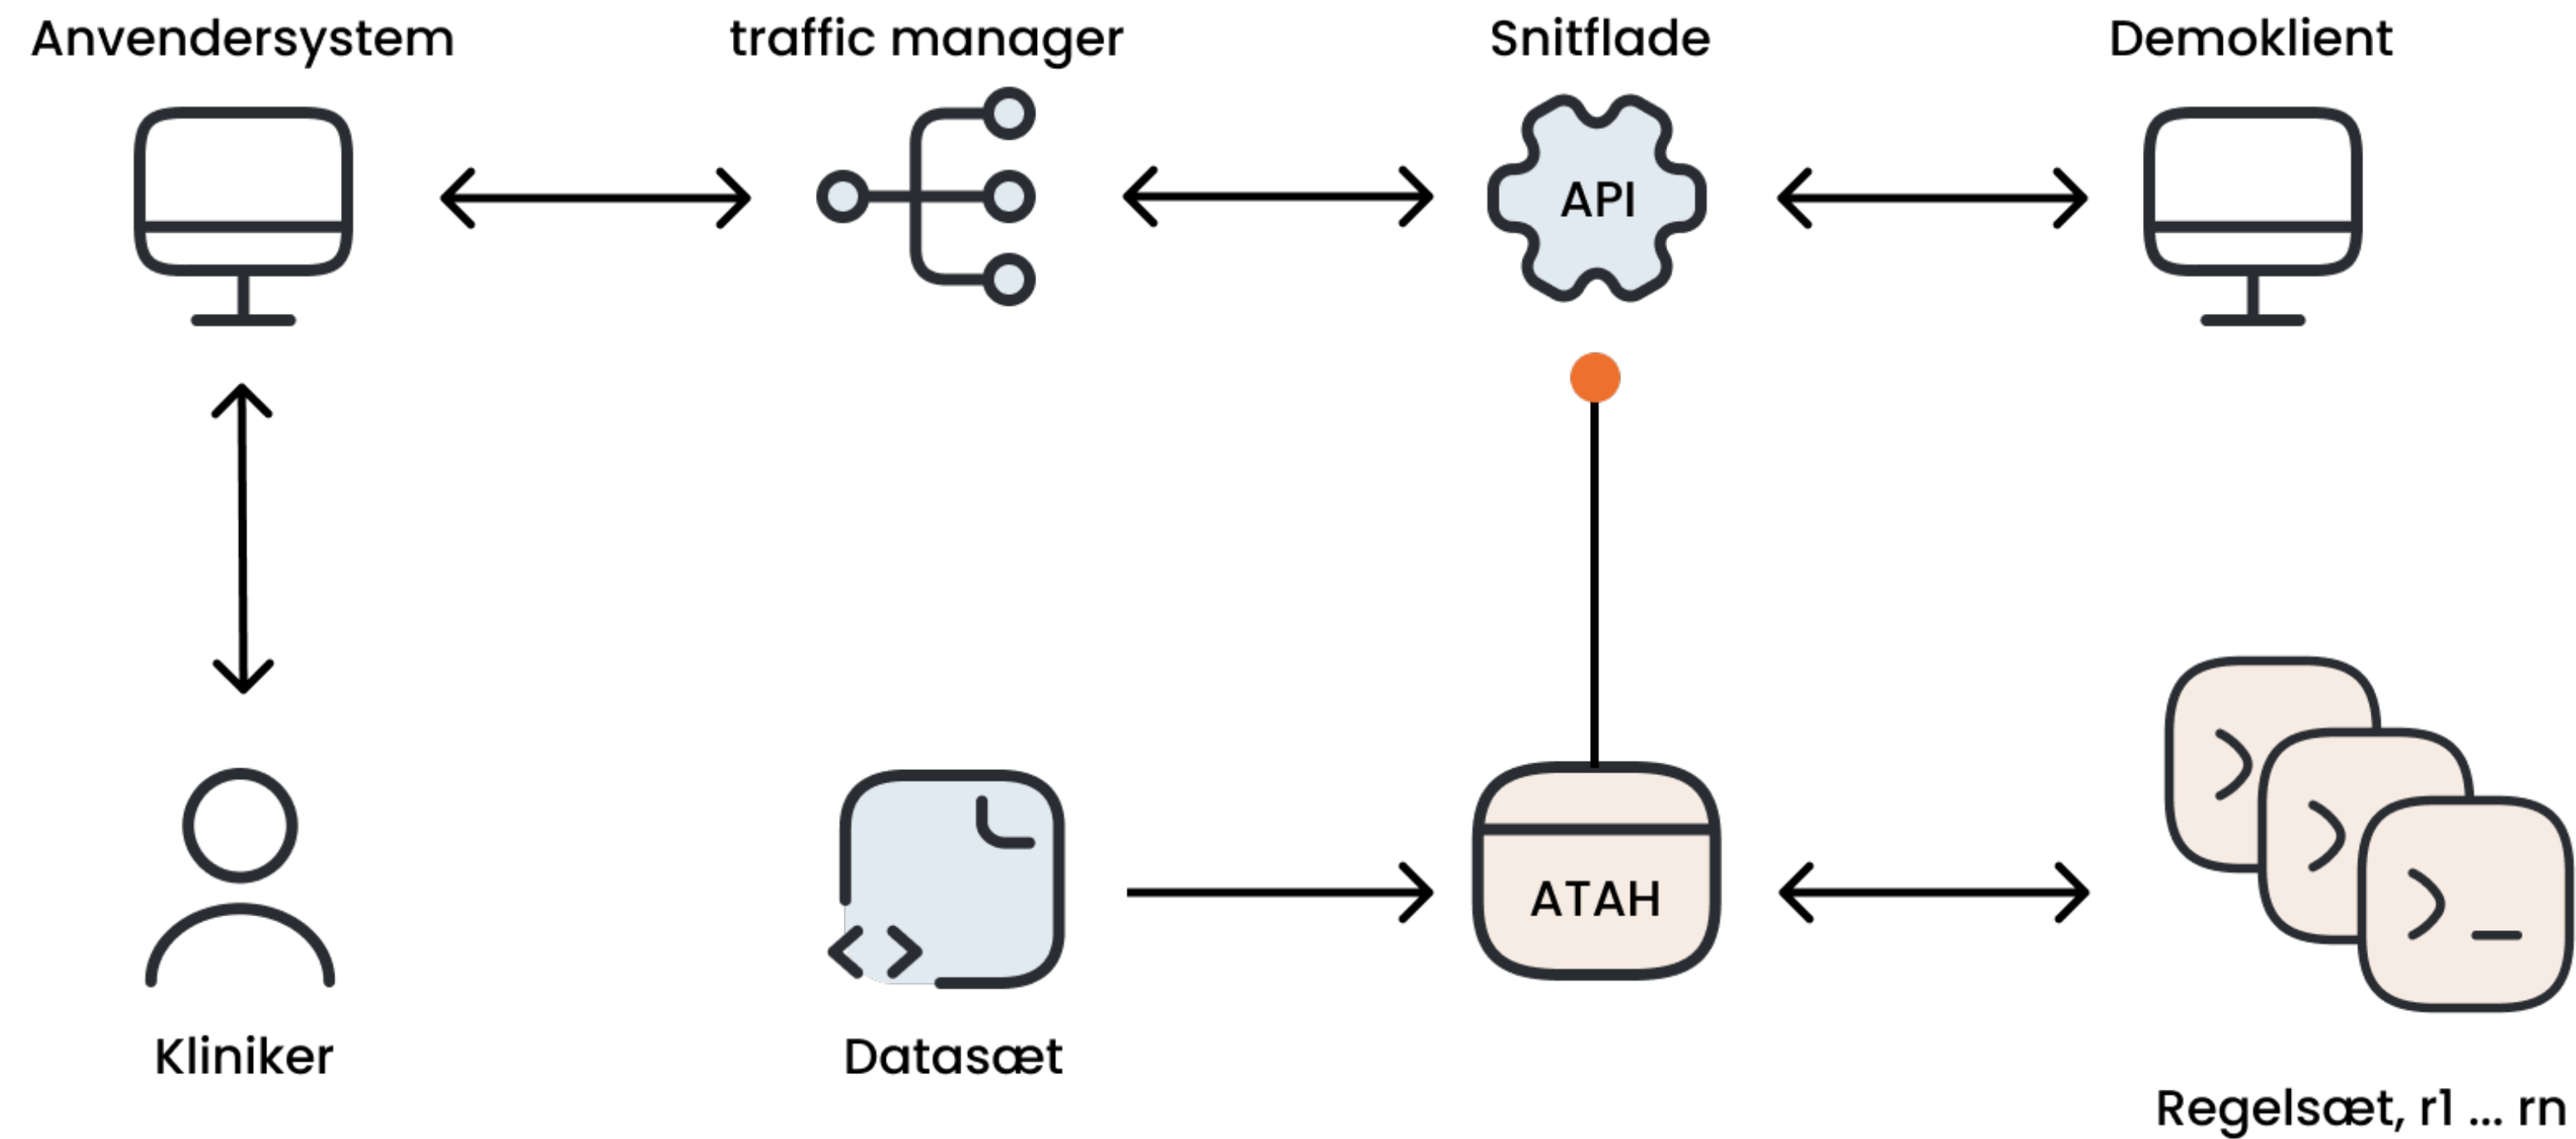 Anvendersystem
traffic manager
Snitflade
Demoklient
API
ATAH
Kliniker
Datasæt
Regelsæt, r1 ... rn